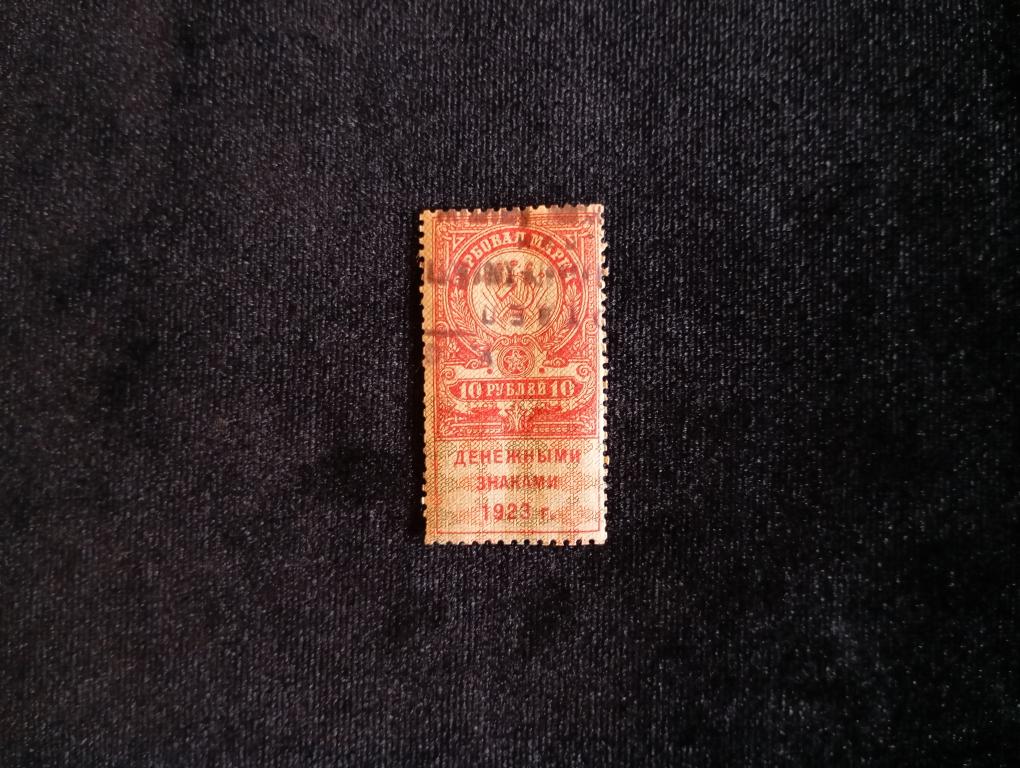 ГЕРБОВАЯ МАРКА
10 РУБЛЕЙ 10
ДЕНЕЖНЫМИ
ЗНАКАМИ
1923 г.